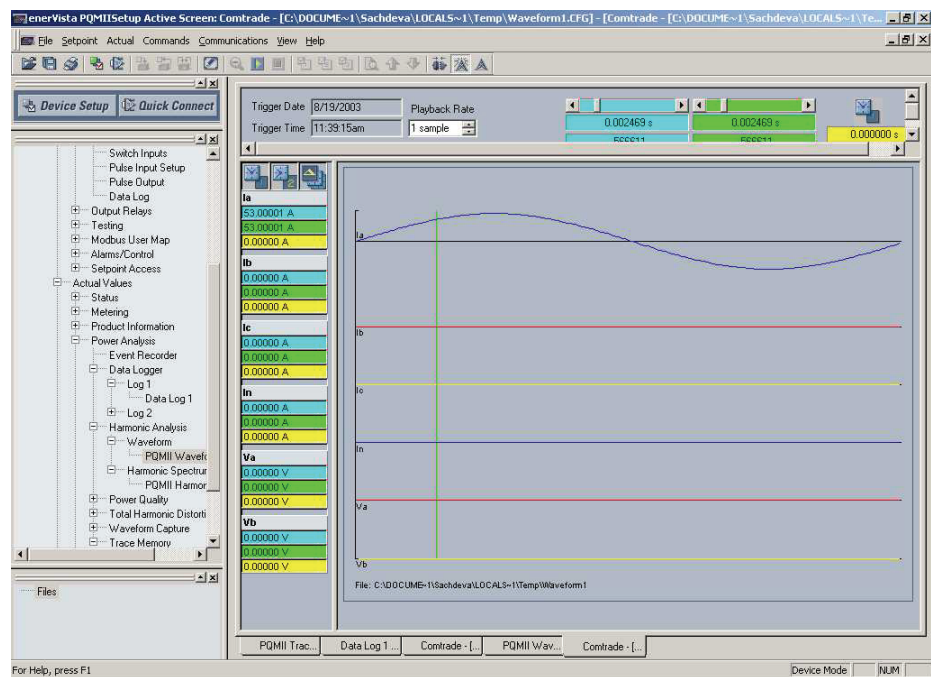 enerVista PQMIISetup Active Screen: Comtrade - [C:\DOCUME~1\Sachdeva\LOCALS~1\Temp\Waveform1.CFG] - [Comtrade - [C:\DOCUME~1\Sachdeva\LOCALS~1\Te...
File Setpoint Actual Commands Communications View Help
Device Setup Quick Connect
Switch Inputs
Pulse Input Setup
Pulse Output
Data Log
Output Relays
Testing
Modbus User Map
Alarms/Control
Setpoint Access
Actual Values
Status
Metering
Product Information
Power Analysis
Event Recorder
Data Logger
Log 1
Data Log 1
Log 2
Harmonic Analysis
Waveform
PQMII Wavefo
Harmonic Spectrur
PQMII Harmor
Power Quality
Total Harmonic Distorti
Waveform Capture
Trace Memory
Files
Trigger Date 8/19/2003
Trigger Time 11:39:15am
Playback Rate
1 sample
0.002469 s
0.002469 s
0.000000 s
Ia
53.00001 A
53.00001 A
0.00000 A
Ib
0.00000 A
0.00000 A
0.00000 A
Ic
0.00000 A
0.00000 A
0.00000 A
In
0.00000 A
0.00000 A
0.00000 A
Va
0.00000 V
0.00000 V
0.00000 V
Vb
0.00000 V
0.00000 V
0.00000 V
Ia
Ib
Ic
In
Va
Vb
File: C:\DOCUME~1\Sachdeva\LOCALS~1\Temp\Waveform1
PQMII Trac... Data Log 1 ... Comtrade - [... PQMII Wav... Comtrade - [...
For Help, press F1
Device Mode NUM